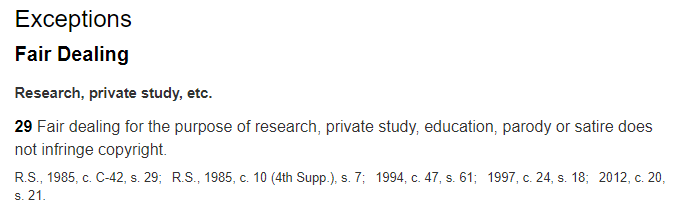 Exceptions
Fair Dealing
Research, private study, etc.
29 Fair dealing for the purpose of research, private study, education, parody or satire does
not infringe copyright.
R.S., 1985, c. C-42, s. 29; R.S., 1985, c. 10 (4th Supp.), s. 7; 1994, c. 47, s. 61; 1997, c. 24, s. 18; 2012, c. 20,
s. 21.